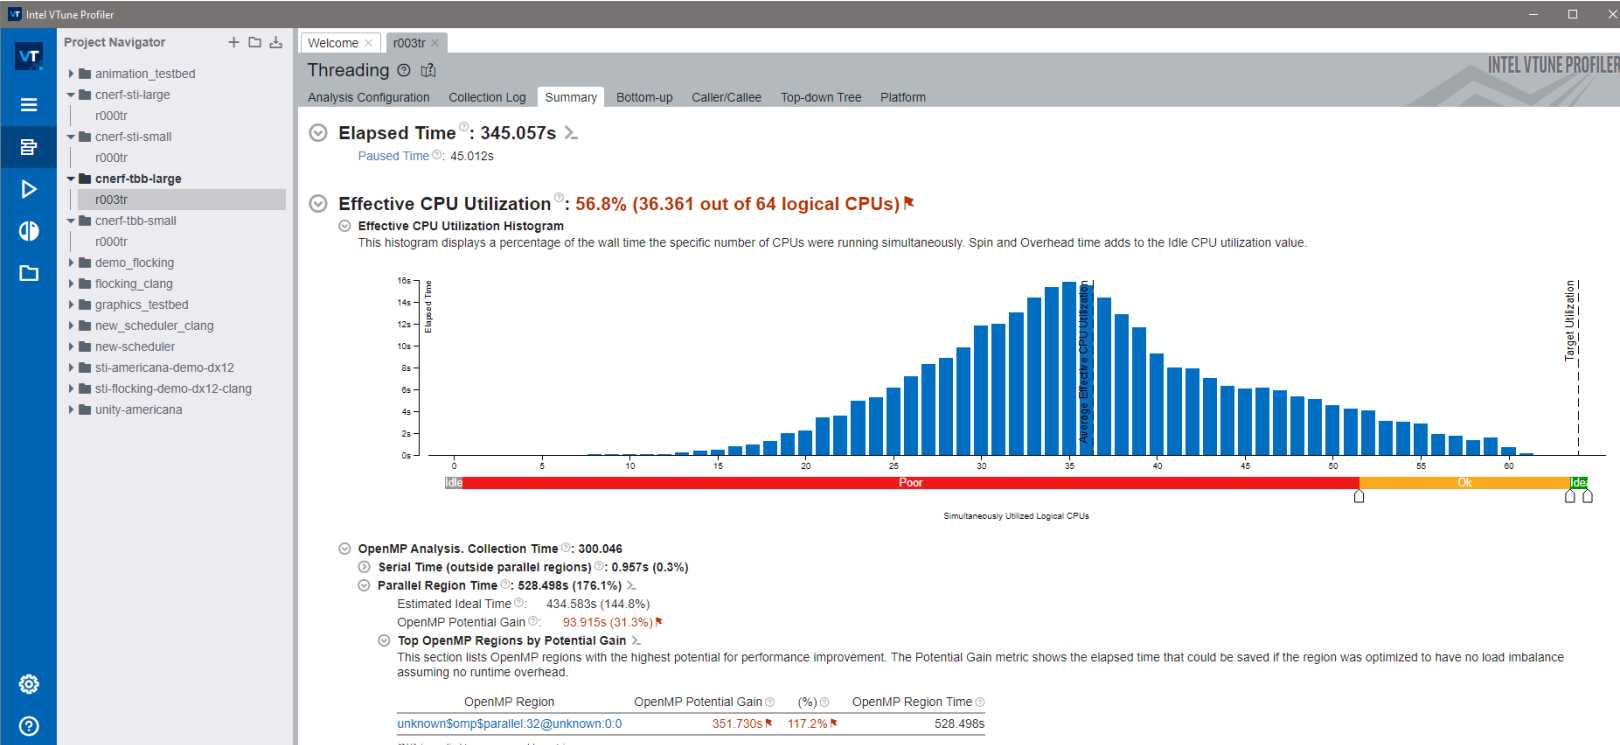 VT Intel VTune Profiler
VT
Project Navigator
animation_testbed
cnerf-sti-large
r000tr
cnerf-sti-small
r000tr
cnerf-tbb-large
r003tr
cnerf-tbb-small
r000tr
demo_flocking
flocking_clang
graphics_testbed
new_scheduler_clang
new-scheduler
sti-americana-demo-dx12
sti-flocking-demo-dx12-clang
unity-americana
Welcome
r003tr
Threading
INTEL VTUNE PROFILER
Analysis Configuration Collection Log Summary Bottom-up Caller/Callee Top-down Tree Platform
Elapsed Time: 345.057s
Paused Time: 45.012s
Effective CPU Utilization: 56.8% (36.361 out of 64 logical CPUs)
Effective CPU Utilization Histogram
This histogram displays a percentage of the wall time the specific number of CPUs were running simultaneously. Spin and Overhead time adds to the Idle CPU utilization value.
16s
14s
12s
10s
8s
6s
4s
2s
0s
Elapsed Time
Average Effective CPU Utilization
Target Utilization
0 5 10 15 20 25 30 35 40 45 50 55 60
Idle Poor Ok Idea
Simultaneously Utilized Logical CPUs
OpenMP Analysis. Collection Time: 300.046
Serial Time (outside parallel regions): 0.957s (0.3%)
Parallel Region Time: 528.498s (176.1%)
Estimated Ideal Time: 434.583s (144.8%)
OpenMP Potential Gain: 93.915s (31.3%)
Top OpenMP Regions by Potential Gain
This section lists OpenMP regions with the highest potential for performance improvement. The Potential Gain metric shows the elapsed time that could be saved if the region was optimized to have no load imbalance
assuming no runtime overhead.
OpenMP Region OpenMP Potential Gain (%) OpenMP Region Time
unknown$omp$parallel:32@unknown:0:0 351.730s 117.2% 528.498s